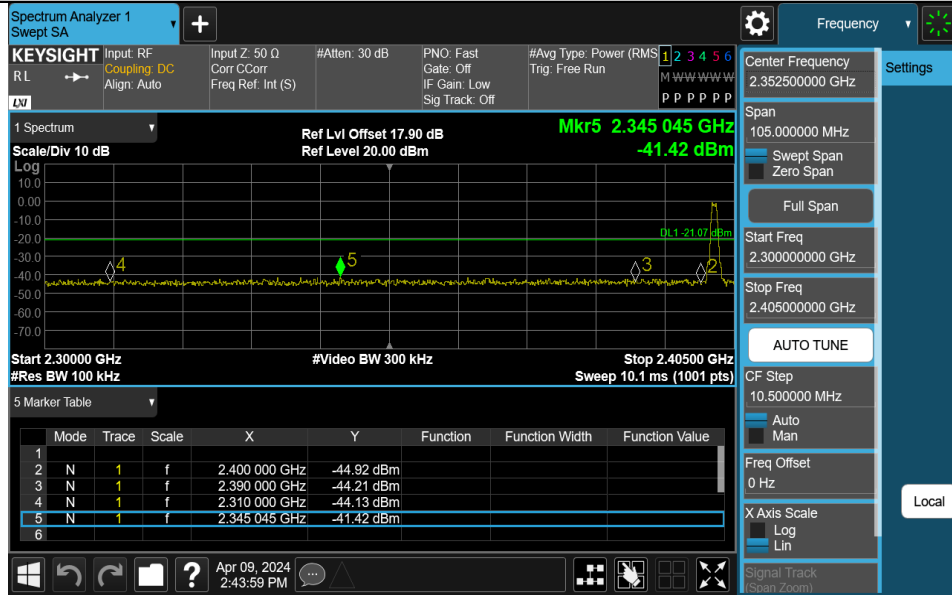 Spectrum Analyzer 1
Swept SA
+
Frequency
KEYSIGHT
RL
LXI
Input: RF
Coupling: DC
Align: Auto
Input Z: 50 Ω
Corr CCorr
Freq Ref: Int (S)
#Atten: 30 dB
PNO: Fast
Gate: Off
IF Gain: Low
Sig Track: Off
#Avg Type: Power (RMS
Trig: Free Run
1 2 3 4 5 6
M W W W W W
P P P P P P
1 Spectrum
Scale/Div 10 dB
Ref Lvl Offset 17.90 dB
Ref Level 20.00 dBm
Mkr5 2.345 045 GHz
-41.42 dBm
Log
10.0
0.00
-10.0
-20.0
-30.0
-40.0
-50.0
-60.0
-70.0
DL1 -21.07 dBm
4
5
3
2
Start 2.30000 GHz
#Video BW 300 kHz
Stop 2.40500 GHz
#Res BW 100 kHz
Sweep 10.1 ms (1001 pts)
5 Marker Table
Mode Trace Scale X Y Function Function Width Function Value
1
2 N 1 f 2.400 000 GHz -44.92 dBm
3 N 1 f 2.390 000 GHz -44.21 dBm
4 N 1 f 2.310 000 GHz -44.13 dBm
5 N 1 f 2.345 045 GHz -41.42 dBm
6
?
Apr 09, 2024
2:43:59 PM
Center Frequency
2.352500000 GHz
Span
105.000000 MHz
Swept Span
Zero Span
Full Span
Start Freq
2.300000000 GHz
Stop Freq
2.405000000 GHz
AUTO TUNE
CF Step
10.500000 MHz
Auto
Man
Freq Offset
0 Hz
X Axis Scale
Log
Lin
Signal Track
(Span Zoom)
Settings
Local